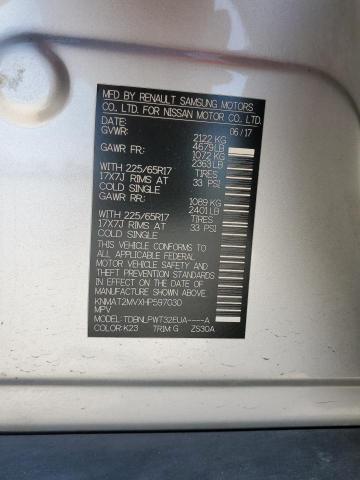 MFD BY RENAULT SAMSUNG MOTORS
CO., LTD. FOR NISSAN MOTOR CO., LTD.
DATE: 06/17
GVWR: 2122 KG
4679LB
GAWR FR: 1072 KG
2363LB
WITH 225/65R17 TIRES
17X7J RIMS AT 33 PSI
COLD SINGLE
GAWR RR: 1089 KG
2401LB
WITH 225/65R17 TIRES
17X7J RIMS AT 33 PSI
COLD SINGLE
THIS VEHICLE CONFORMS TO
ALL APPLICABLE FEDERAL
MOTOR VEHICLE SAFETY AND
THEFT PREVENTION STANDARDS
IN EFFECT ON THE DATE OF
MANUFACTURE SHOWN ABOVE.
KNMAT2MVXHP597030
MPV
MODEL: TDBNLPWT32EUA----A
COLOR: K23 TRIM: G ZS30A